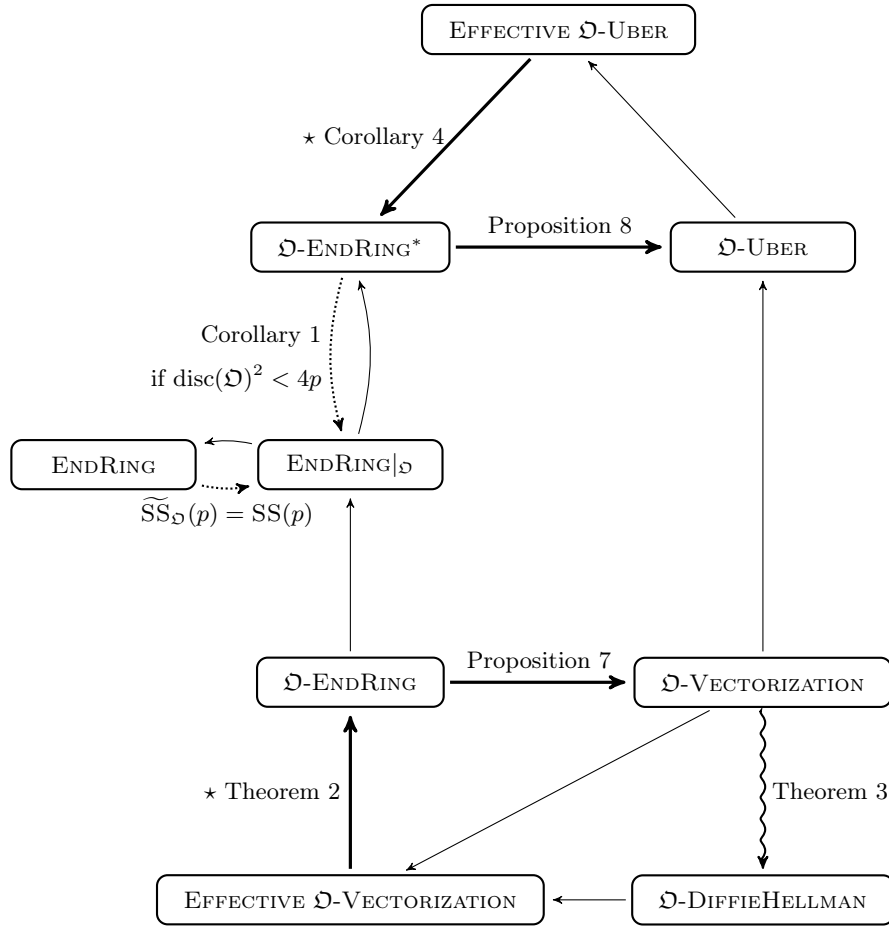 EFFECTIVE 𝔒-UBER
⋆ Corollary 4
𝔒-ENDRING*
Proposition 8
𝔒-UBER
Corollary 1
if disc(𝔒)² < 4p
ENDRING
ENDRING|𝔒
S͠S𝔒(p) = SS(p)
𝔒-ENDRING
Proposition 7
𝔒-VECTORIZATION
⋆ Theorem 2
Theorem 3
EFFECTIVE 𝔒-VECTORIZATION
𝔒-DIFFIEHELLMAN